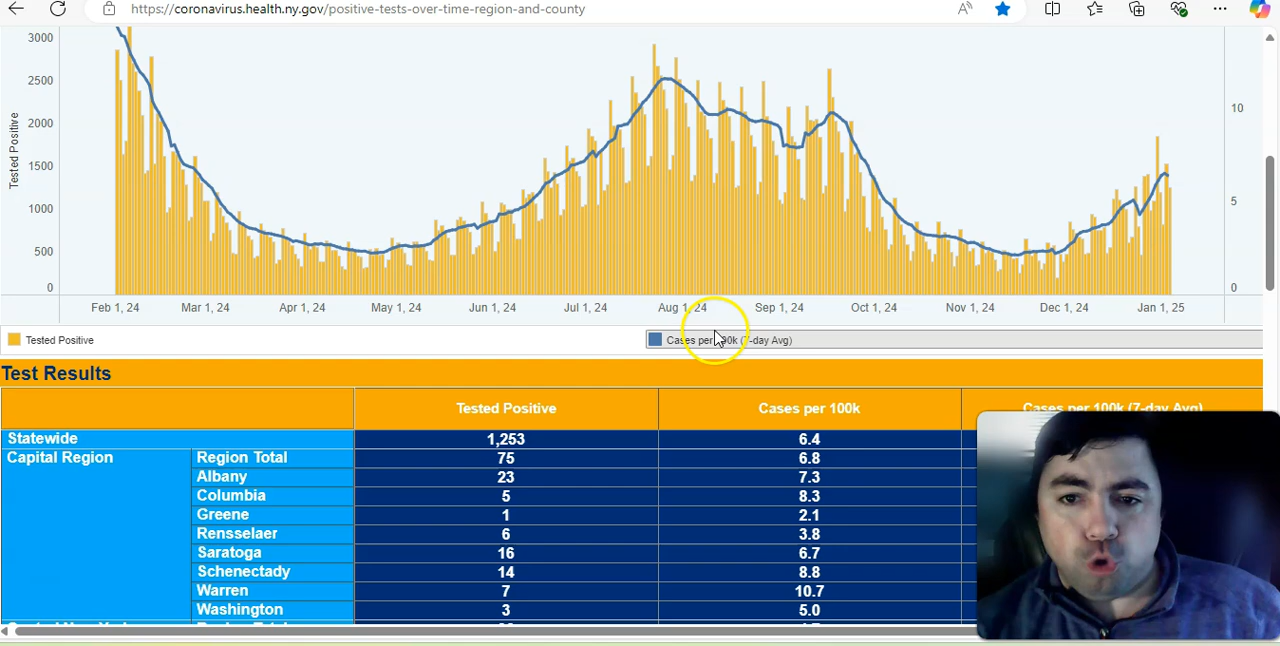 https://coronavirus.health.ny.gov/positive-tests-over-time-region-and-county
3000
2500
2000
1500
1000
500
0
Tested Positive
10
5
0
Feb 1, 24 Mar 1, 24 Apr 1, 24 May 1, 24 Jun 1, 24 Jul 1, 24 Aug 1, 24 Sep 1, 24 Oct 1, 24 Nov 1, 24 Dec 1, 24 Jan 1, 25
Tested Positive Cases per 100k (7-day Avg)
Test Results
Tested Positive Cases per 100k Cases per 100k (7-day Avg)
Statewide 1,253 6.4
Capital Region Region Total 75 6.8
Albany 23 7.3
Columbia 5 8.3
Greene 1 2.1
Rensselaer 6 3.8
Saratoga 16 6.7
Schenectady 14 8.8
Warren 7 10.7
Washington 3 5.0